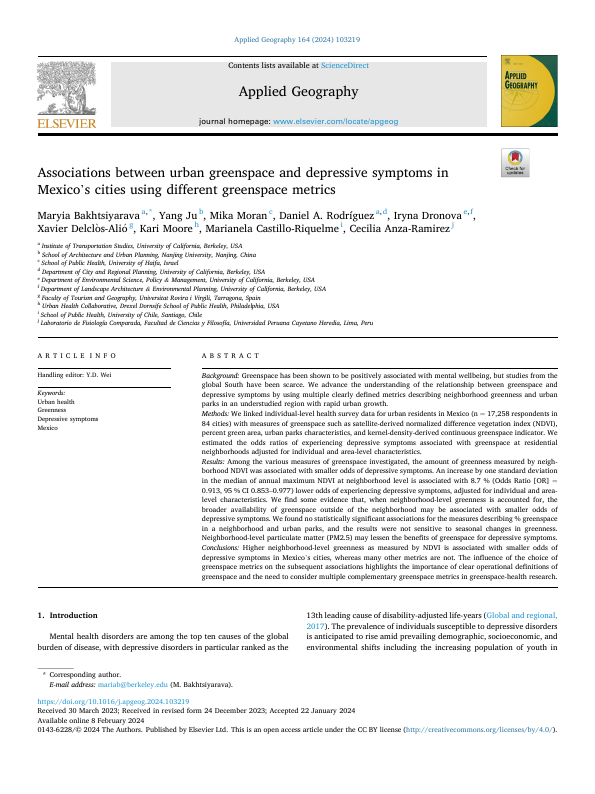 Applied Geography 164 (2024) 103219
Contents lists available at ScienceDirect
Applied Geography
journal homepage: www.elsevier.com/locate/apgeog
ELSEVIER
APPLIED
GEOGRAPHY
Check for
updates
Associations between urban greenspace and depressive symptoms in
Mexico's cities using different greenspace metrics
Maryia Bakhtsiyarava a,*, Yang Ju b, Mika Moran c, Daniel A. Rodríguez a,d, Iryna Dronova e,f,
Xavier Delclòs-Alió g, Kari Moore h, Marianela Castillo-Riquelme i, Cecilia Anza-Ramirez j
a Institute of Transportation Studies, University of California, Berkeley, USA
b School of Architecture and Urban Planning, Nanjing University, Nanjing, China
c School of Public Health, University of Haifa, Israel
d Department of City and Regional Planning, University of California, Berkeley, USA
e Department of Environmental Science, Policy & Management, University of California, Berkeley, USA
f Department of Landscape Architecture & Environmental Planning, University of California, Berkeley, USA
g Faculty of Tourism and Geography, Universitat Rovira i Virgili, Tarragona, Spain
h Urban Health Collaborative, Drexel Dornsife School of Public Health, Philadelphia, USA
i School of Public Health, University of Chile, Santiago, Chile
j Laboratorio de Fisiología Comparada, Facultad de Ciencias y Filosofía, Universidad Peruana Cayetano Heredia, Lima, Peru
ARTICLE INFO
Handling editor: Y.D. Wei
Keywords:
Urban health
Greenness
Depressive symptoms
Mexico
ABSTRACT
Background: Greenspace has been shown to be positively associated with mental wellbeing, but studies from the
global South have been scarce. We advance the understanding of the relationship between greenspace and
depressive symptoms by using multiple clearly defined metrics describing neighborhood greenness and urban
parks in an understudied region with rapid urban growth.
Methods: We linked individual-level health survey data for urban residents in Mexico (n = 17,258 respondents in
84 cities) with measures of greenspace such as satellite-derived normalized difference vegetation index (NDVI),
percent green area, urban parks characteristics, and kernel-density-derived continuous greenspace indicator. We
estimated the odds ratios of experiencing depressive symptoms associated with greenspace at residential
neighborhoods adjusted for individual and area-level characteristics.
Results: Among the various measures of greenspace investigated, the amount of greenness measured by neigh-
borhood NDVI was associated with smaller odds of depressive symptoms. An increase by one standard deviation
in the median of annual maximum NDVI at neighborhood level is associated with 8.7 % (Odds Ratio [OR] =
0.913, 95 % CI 0.853–0.977) lower odds of experiencing depressive symptoms, adjusted for individual and area-
level characteristics. We find some evidence that, when neighborhood-level greenness is accounted for, the
broader availability of greenspace outside of the neighborhood may be associated with smaller odds of
depressive symptoms. We found no statistically significant associations for the measures describing % greenspace
in a neighborhood and urban parks, and the results were not sensitive to seasonal changes in greenness.
Neighborhood-level particulate matter (PM2.5) may lessen the benefits of greenspace for depressive symptoms.
Conclusions: Higher neighborhood-level greenness as measured by NDVI is associated with smaller odds of
depressive symptoms in Mexico's cities, whereas many other metrics are not. The influence of the choice of
greenspace metrics on the subsequent associations highlights the importance of clear operational definitions of
greenspace and the need to consider multiple complementary greenspace metrics in greenspace-health research.
1. Introduction
Mental health disorders are among the top ten causes of the global
burden of disease, with depressive disorders in particular ranked as the
13th leading cause of disability-adjusted life-years (Global and regional,
2017). The prevalence of individuals susceptible to depressive disorders
is anticipated to rise amid prevailing demographic, socioeconomic, and
environmental shifts including the increasing population of youth in
* Corresponding author.
E-mail address: mariab@berkeley.edu (M. Bakhtsiyarava).
https://doi.org/10.1016/j.apgeog.2024.103219
Received 30 March 2023; Received in revised form 24 December 2023; Accepted 22 January 2024
Available online 8 February 2024
0143-6228/© 2024 The Authors. Published by Elsevier Ltd. This is an open access article under the CC BY license (http://creativecommons.org/licenses/by/4.0/).